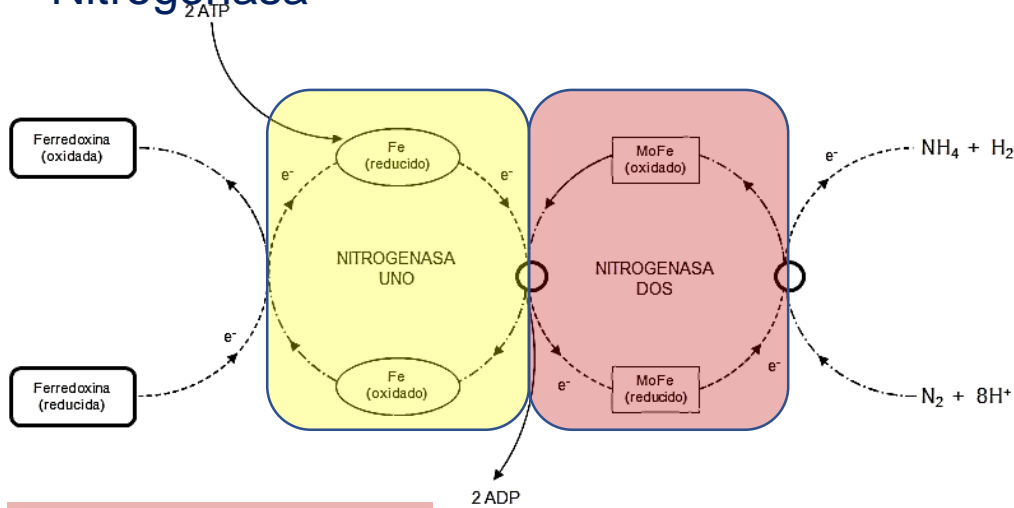 Nitrogenasa
2 ATP
Ferredoxina
(oxidada)
Fe
(reducido)
MoFe
(oxidado)
e-
NH4 + H2
e-
e-
NITROGENASA
UNO
NITROGENASA
DOS
e-
Fe
(oxidado)
e-
MoFe
(reducido)
e-
Ferredoxina
(reducida)
N2 + 8H+
2 ADP